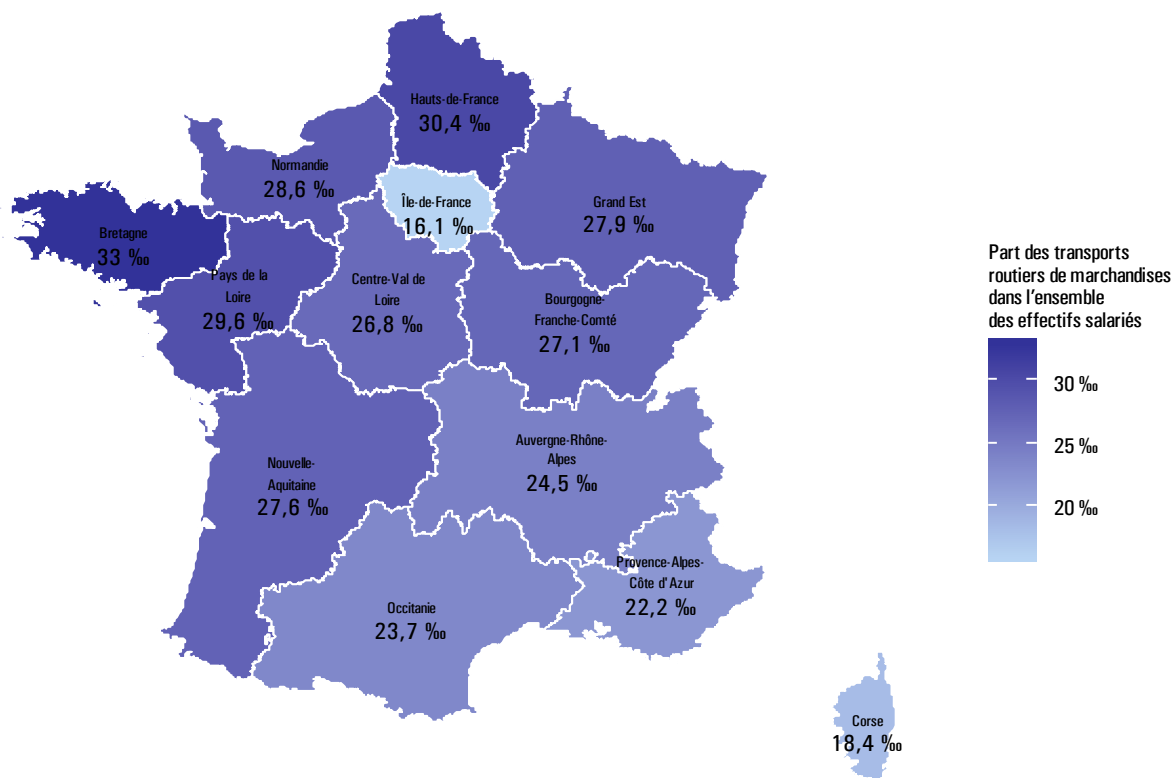 Hauts-de-France
30,4 ‰
Normandie
28,6 ‰
Île-de-France
16,1 ‰
Grand Est
27,9 ‰
Bretagne
33 ‰
Pays de la
Loire
29,6 ‰
Centre-Val de
Loire
26,8 ‰
Bourgogne-
Franche-Comté
27,1 ‰
Part des transports
routiers de marchandises
dans l'ensemble
des effectifs salariés
30 ‰
25 ‰
20 ‰
Nouvelle-
Aquitaine
27,6 ‰
Auvergne-Rhône-
Alpes
24,5 ‰
Occitanie
23,7 ‰
Provence-Alpes-
Côte d'Azur
22,2 ‰
Corse
18,4 ‰